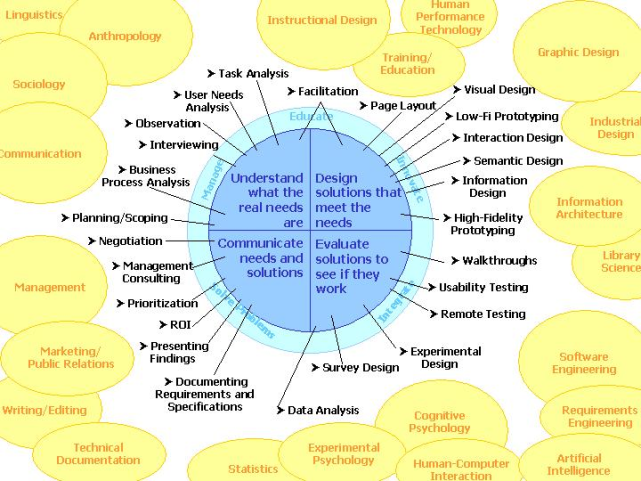 Linguistics
Anthropology
Instructional Design
Human
Performance
Technology
Training/
Education
Graphic Design
Sociology
Communication
Industrial
Design
Information
Architecture
Library
Science
Management
Marketing/
Public Relations
Writing/Editing
Technical
Documentation
Statistics
Experimental
Psychology
Cognitive
Psychology
Human-Computer
Interaction
Software
Engineering
Requirements
Engineering
Artificial
Intelligence
Task Analysis
User Needs
Analysis
Observation
Interviewing
Business
Process Analysis
Planning/Scoping
Negotiation
Management
Consulting
Prioritization
ROI
Presenting
Findings
Documenting
Requirements and
Specifications
Facilitation
Page Layout
Visual Design
Low-Fi Prototyping
Interaction Design
Semantic Design
Information
Design
High-Fidelity
Prototyping
Walkthroughs
Usability Testing
Remote Testing
Experimental
Design
Survey Design
Data Analysis
Educate
Manage
Innovate
Solve Problems
Integrate
Understand
what the
real needs
are
Design
solutions that
meet the
needs
Communicate
needs and
solutions
Evaluate
solutions to
see if they
work